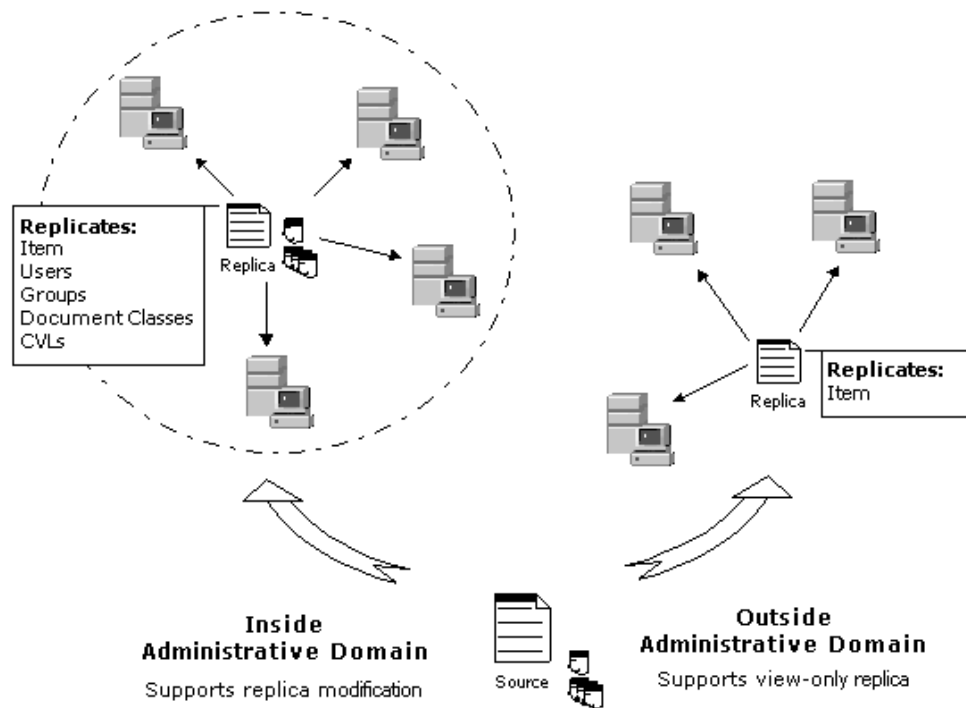 Replicates:
Item
Users
Groups
Document Classes
CVLs
Replica
Replica
Replicates:
Item
Inside
Administrative Domain
Supports replica modification
Source
Outside
Administrative Domain
Supports view-only replica